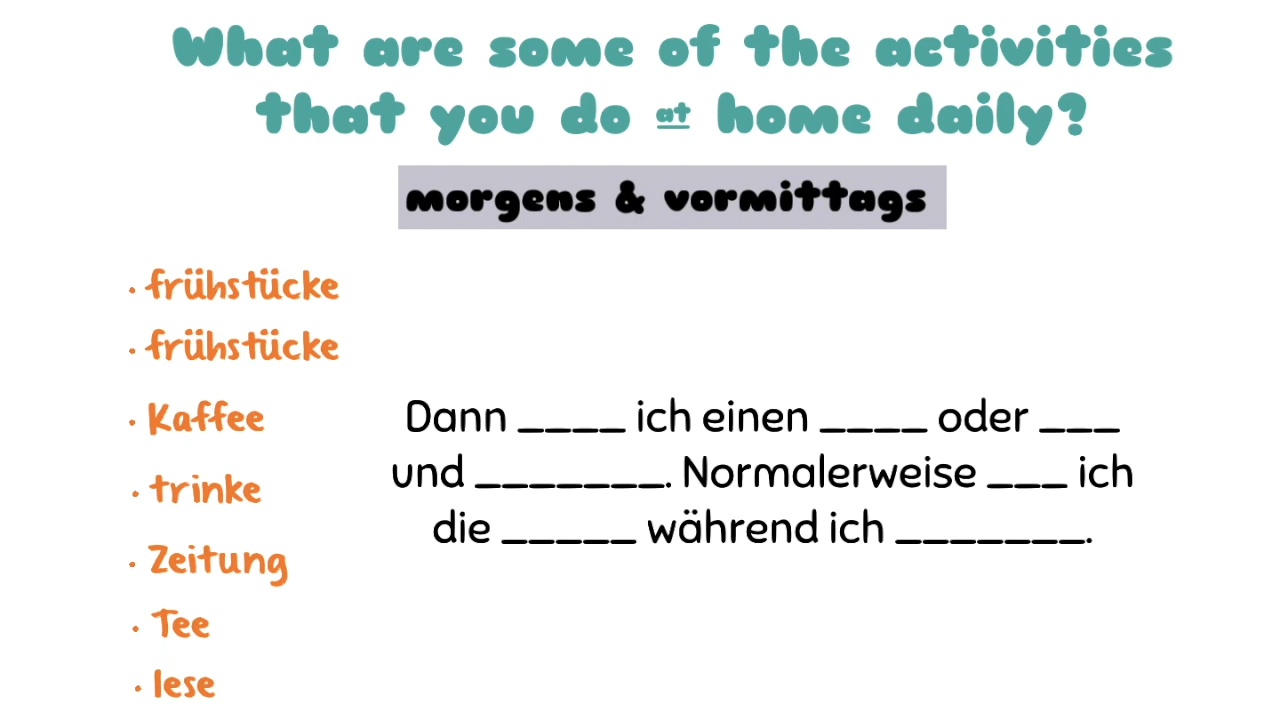 What are some of the activities
that you do at home daily?
morgens & vormittags
· frühstücke
· frühstücke
· Kaffee
· trinke
· Zeitung
· Tee
· lese
Dann ____ ich einen ____ oder ___
und _______. Normalerweise ___ ich
die _____ während ich _______.